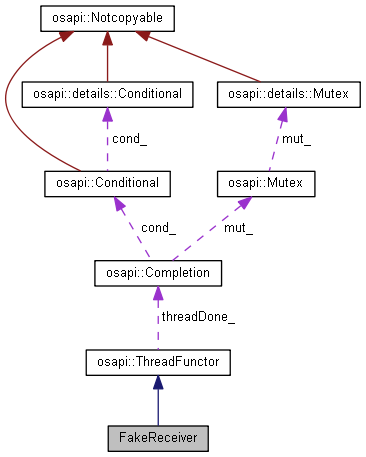 osapi::Notcopyable
osapi::details::Conditional
osapi::details::Mutex
cond_
mut_
osapi::Conditional
osapi::Mutex
cond_
mut_
osapi::Completion
threadDone_
osapi::ThreadFunctor
FakeReceiver